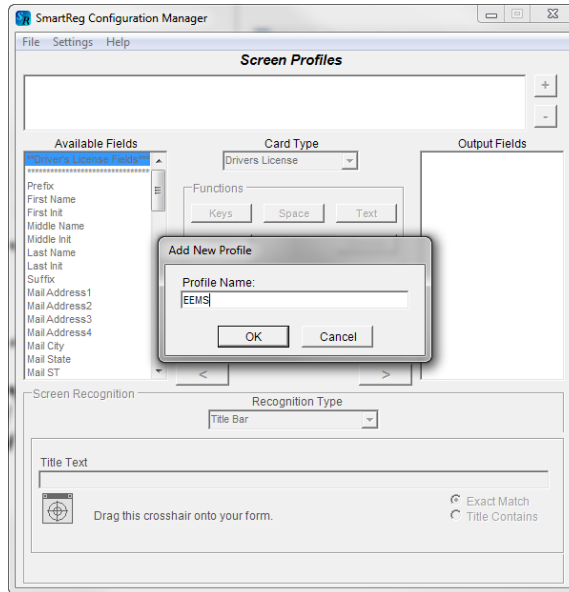 SmartReg Configuration Manager
File Settings Help
Screen Profiles
+
-
Available Fields
Card Type
Output Fields
**Driver's License Fields***
Drivers License
*******************************
Prefix
First Name
First Init
Middle Name
Middle Init
Last Name
Last Init
Suffix
Mail Address1
Mail Address2
Mail Address3
Mail Address4
Mail City
Mail State
Mail ST
Functions
Keys Space Text
Add New Profile
Profile Name:
EEMS
OK Cancel
< >
Screen Recognition
Recognition Type
Title Bar
Title Text
Drag this crosshair onto your form.
Exact Match
Title Contains